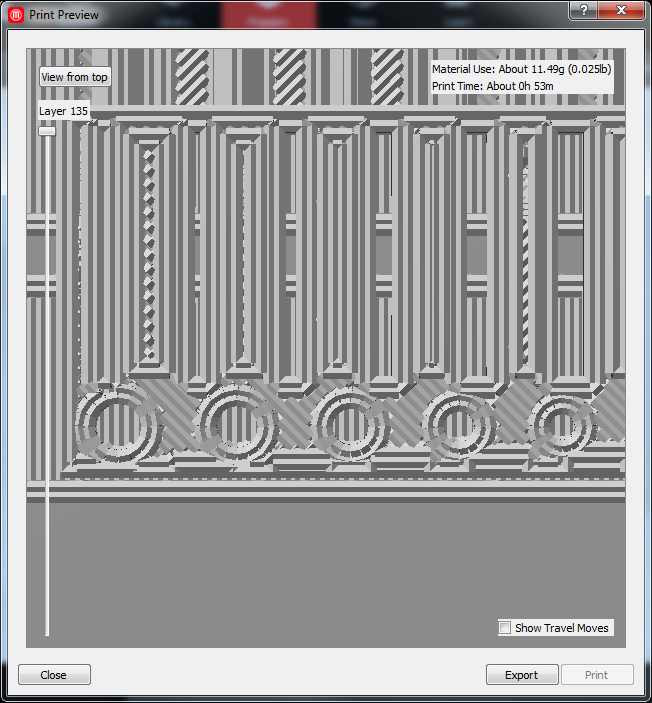 Print Preview
View from top
Material Use: About 11.49g (0.025lb)
Print Time: About 0h 53m
Layer 135
Show Travel Moves
Close
Export
Print